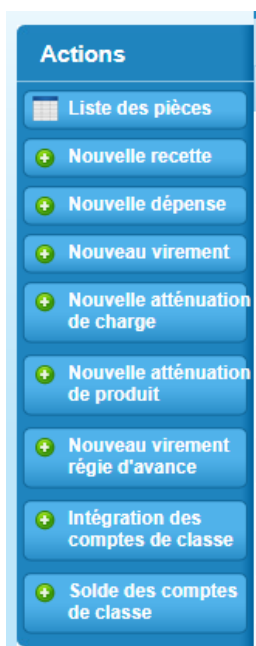 Actions
Liste des pièces
Nouvelle recette
Nouvelle dépense
Nouveau virement
Nouvelle atténuation
de charge
Nouvelle atténuation
de produit
Nouveau virement
régie d'avance
Intégration des
comptes de classe
Solde des comptes
de classe